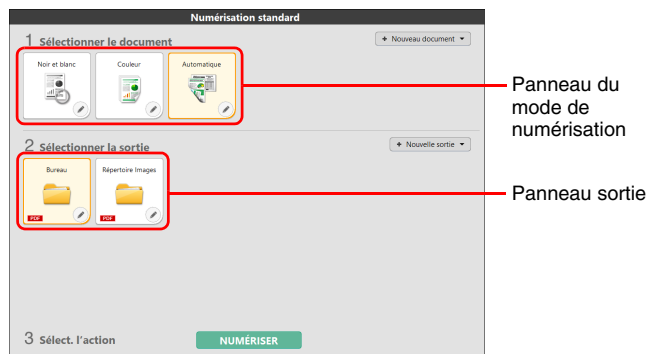 Numérisation standard
1 Sélectionner le document
+ Nouveau document
Noir et blanc
Couleur
Automatique
Panneau du
mode de
numérisation
2 Sélectionner la sortie
+ Nouvelle sortie
Bureau
Répertoire Images
PDF
PDF
Panneau sortie
3 Sélect. l'action
NUMÉRISER